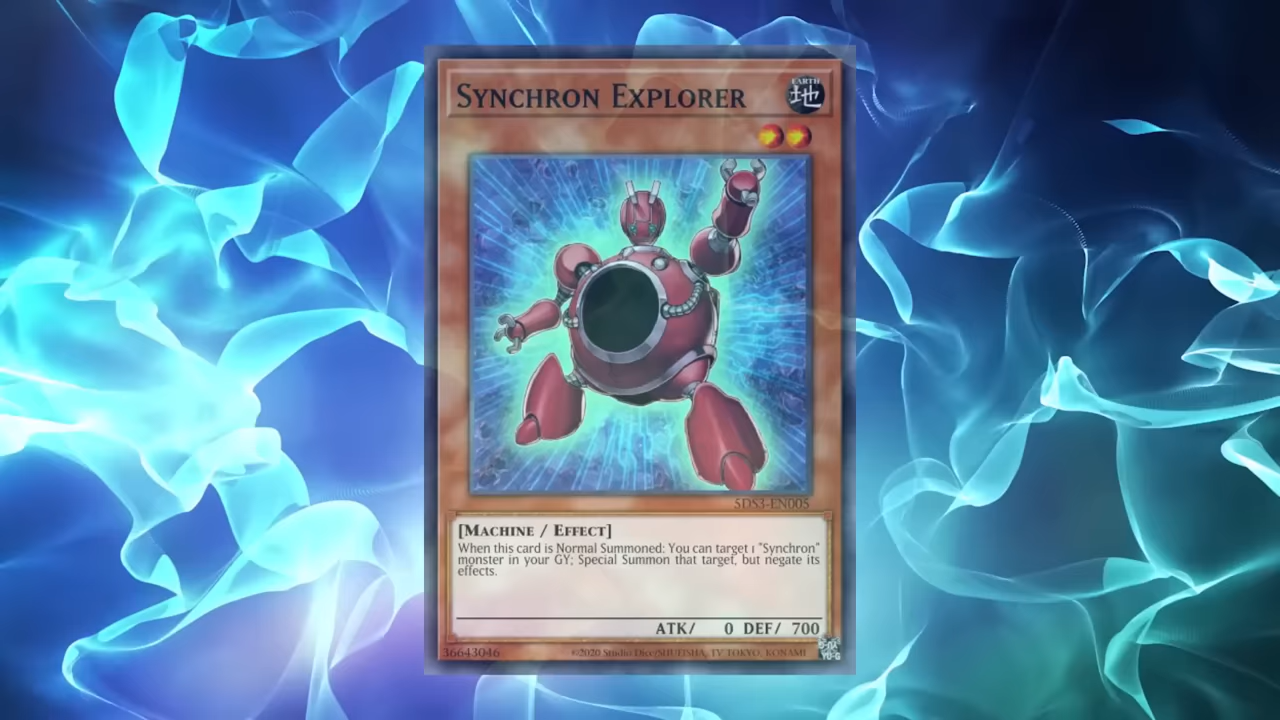 SYNCHRON EXPLORER
EARTH
地
SDS3-EN005
[MACHINE / EFFECT]
When this card is Normal Summoned: You can target 1 "Synchron"
monster in your GY; Special Summon that target, but negate its
effects.
ATK/ 0 DEF/ 700
36643046 ©2020 Studio Dice/SHUEISHA, TV TOKYO, KONAMI